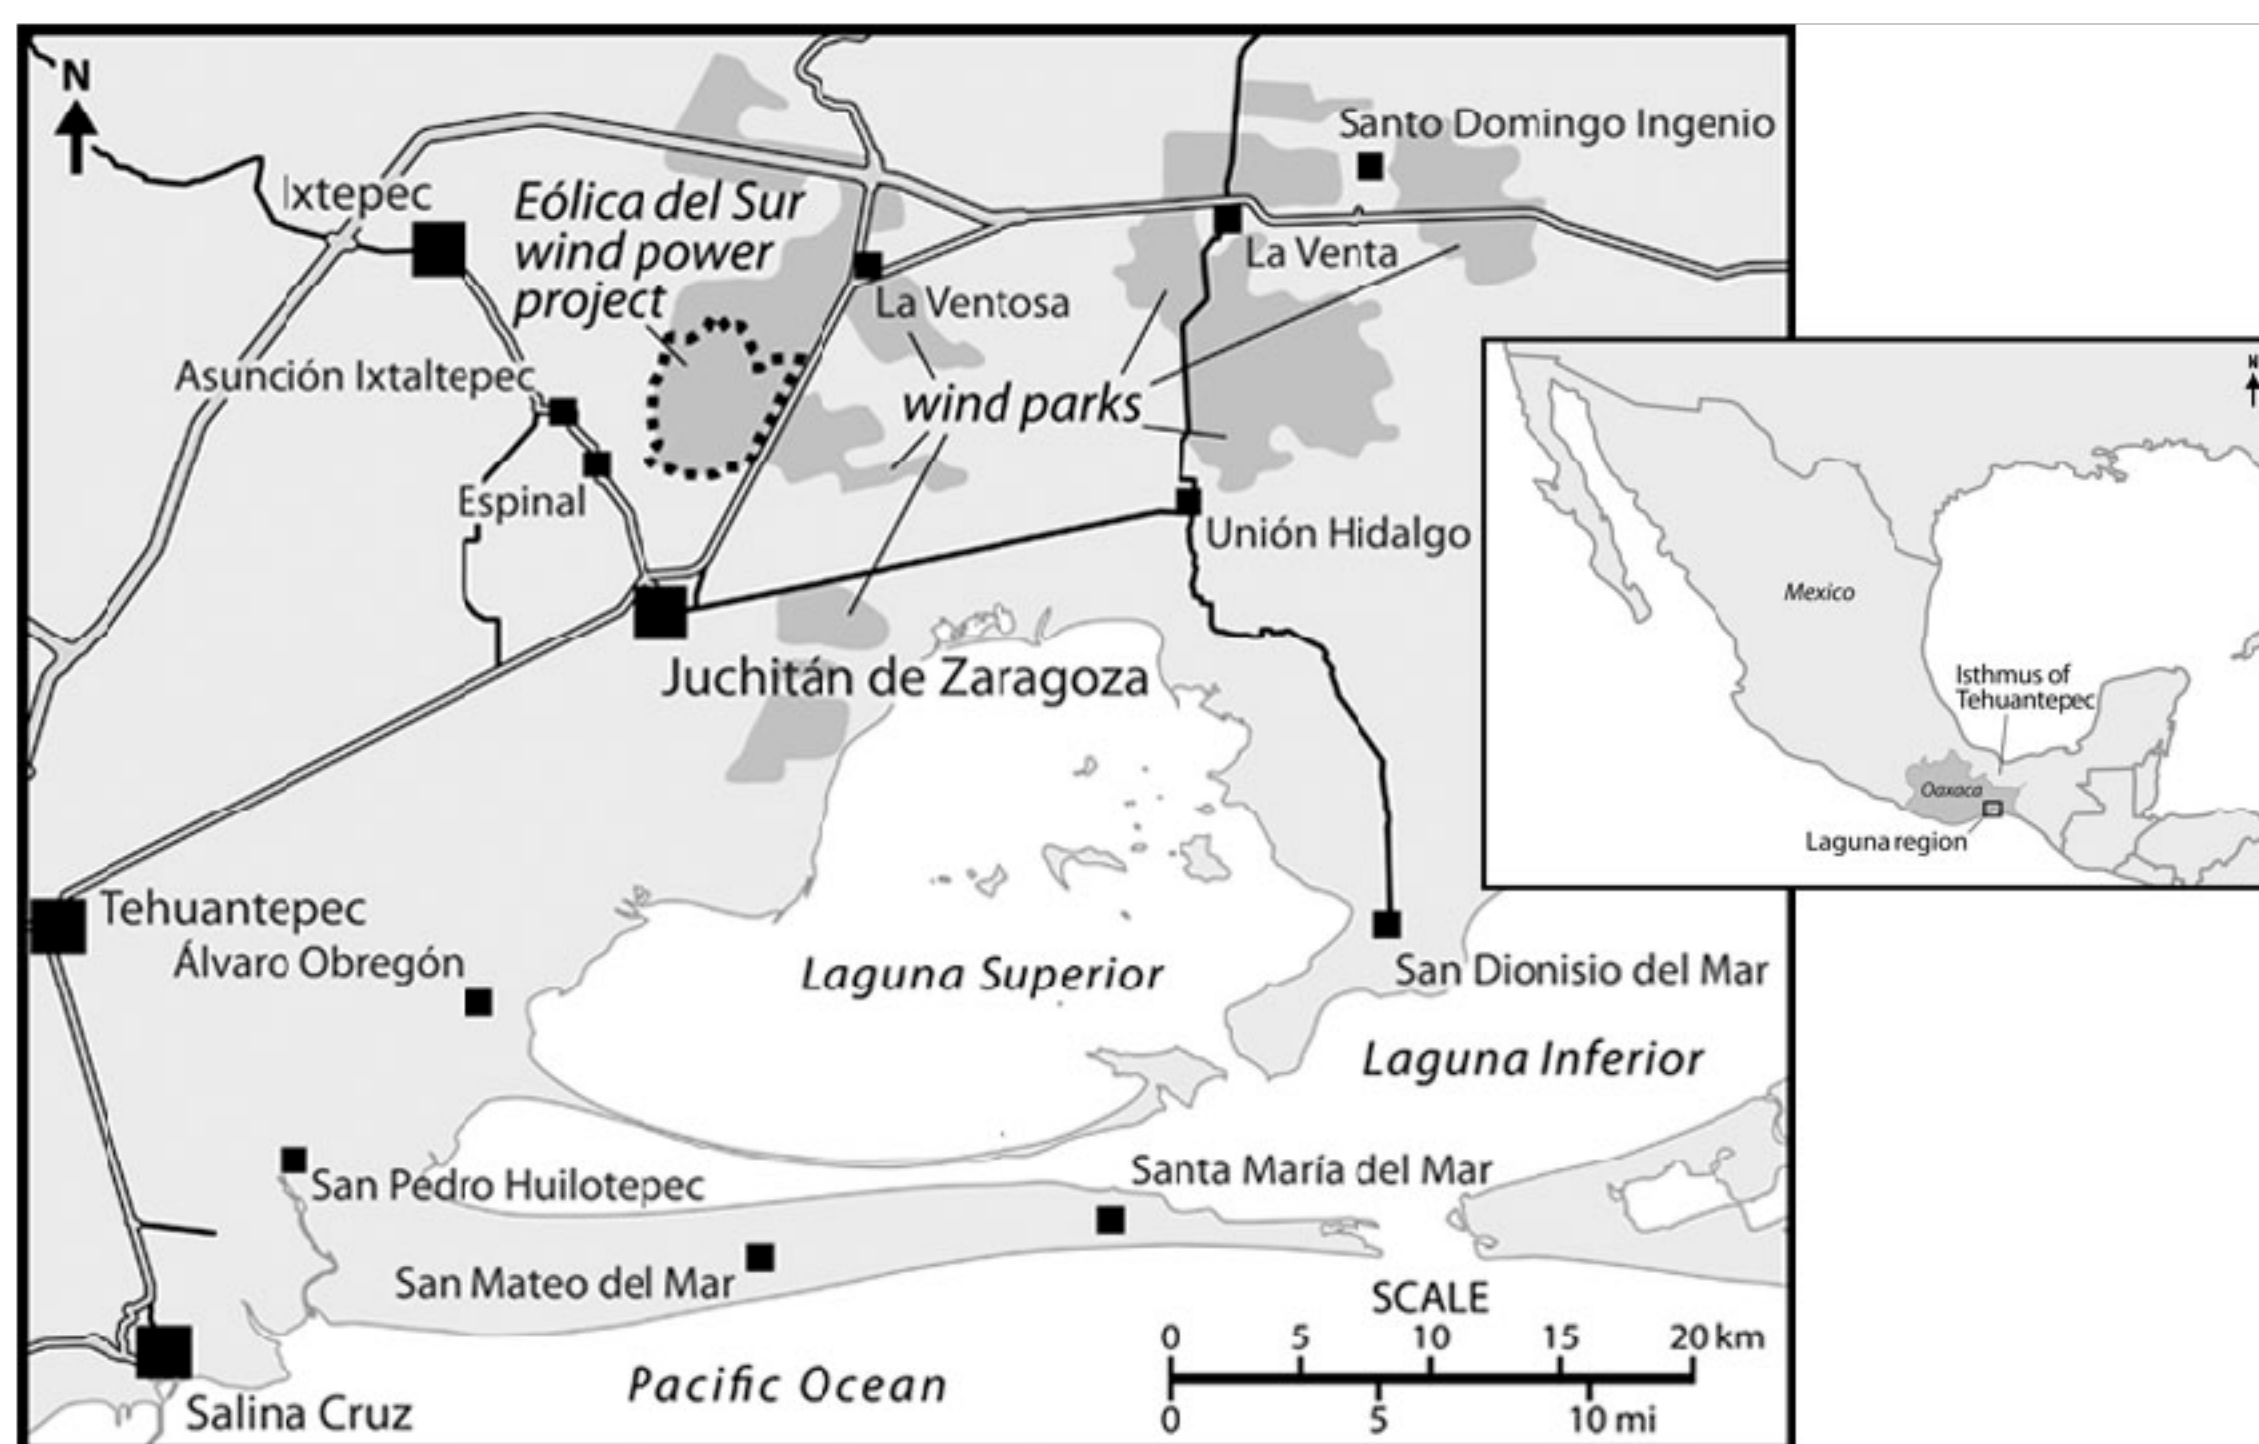 N
Santo Domingo Ingenio
Ixtepec
Eólica del Sur
wind power
project
La Venta
La Ventosa
Asunción Ixtaltepec
wind parks
Espinal
Unión Hidalgo
Juchitán de Zaragoza
Tehuantepec
Álvaro Obregón
Laguna Superior
San Dionisio del Mar
Laguna Inferior
San Pedro Huilotepec
Santa María del Mar
San Mateo del Mar
Pacific Ocean
Salina Cruz
SCALE
0 5 10 15 20 km
0 5 10 mi
N
Mexico
Isthmus of
Tehuantepec
Oaxaca
Laguna region